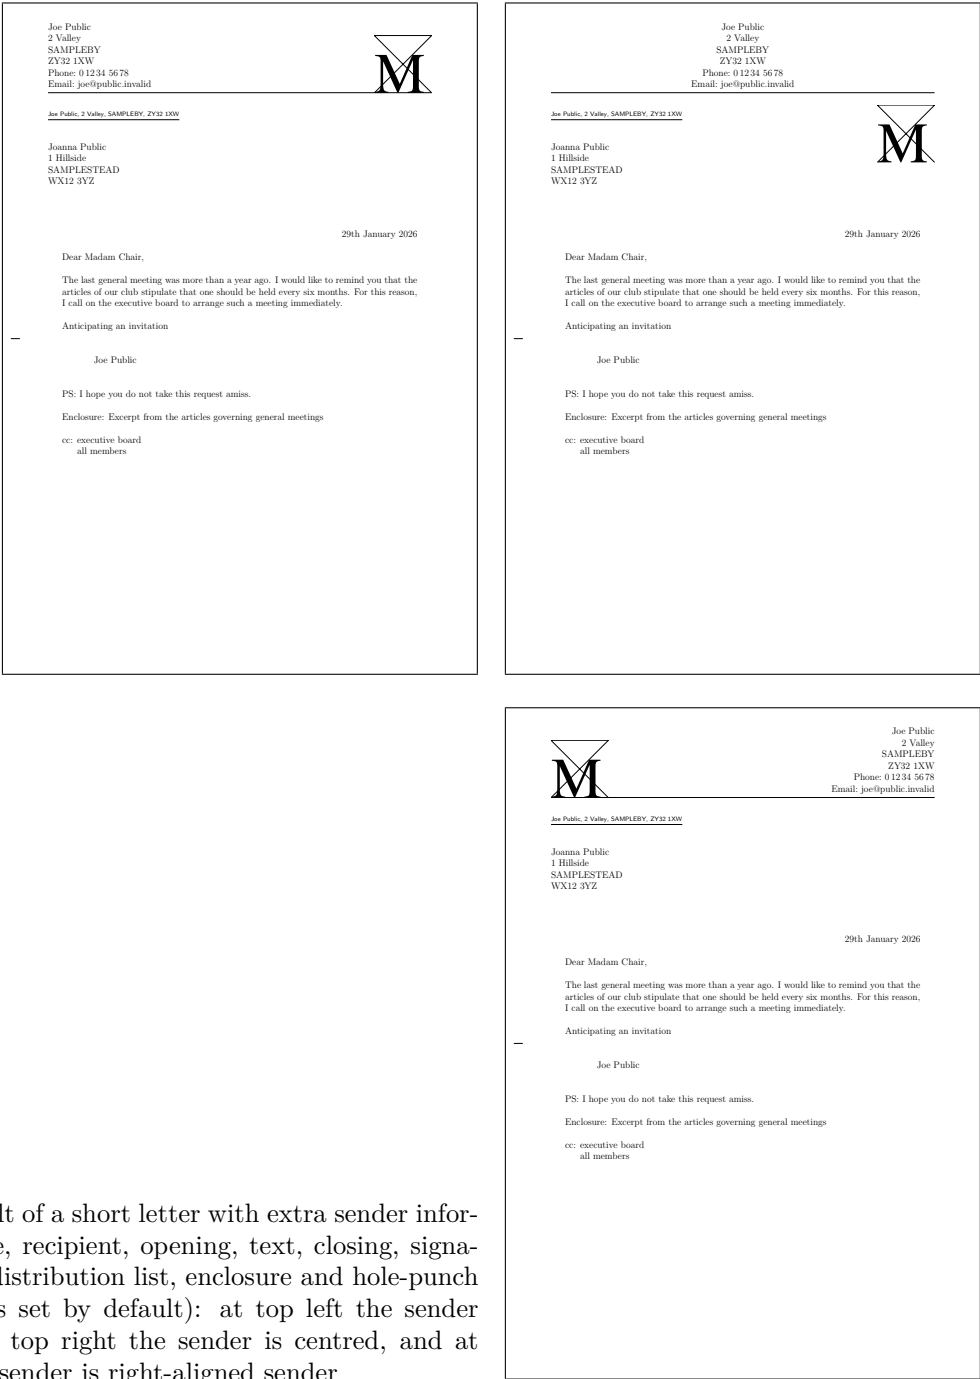 Joe Public
2 Valley
SAMPLEBY
ZY32 1XW
Phone: 0 12 34 56 78
Email: joe@public.invalid
M
Joe Public, 2 Valley, SAMPLEBY, ZY32 1XW
Joanna Public
1 Hillside
SAMPLESTEAD
WX12 3YZ
29th January 2026
Dear Madam Chair,
The last general meeting was more than a year ago. I would like to remind you that the
articles of our club stipulate that one should be held every six months. For this reason,
I call on the executive board to arrange such a meeting immediately.
Anticipating an invitation
Joe Public
PS: I hope you do not take this request amiss.
Enclosure: Excerpt from the articles governing general meetings
cc: executive board
all members
Joe Public
2 Valley
SAMPLEBY
ZY32 1XW
Phone: 0 12 34 56 78
Email: joe@public.invalid
Joe Public, 2 Valley, SAMPLEBY, ZY32 1XW
M
Joanna Public
1 Hillside
SAMPLESTEAD
WX12 3YZ
29th January 2026
Dear Madam Chair,
The last general meeting was more than a year ago. I would like to remind you that the
articles of our club stipulate that one should be held every six months. For this reason,
I call on the executive board to arrange such a meeting immediately.
Anticipating an invitation
Joe Public
PS: I hope you do not take this request amiss.
Enclosure: Excerpt from the articles governing general meetings
cc: executive board
all members
Joe Public
2 Valley
SAMPLEBY
ZY32 1XW
Phone: 0 12 34 56 78
Email: joe@public.invalid
M
Joe Public, 2 Valley, SAMPLEBY, ZY32 1XW
Joanna Public
1 Hillside
SAMPLESTEAD
WX12 3YZ
29th January 2026
Dear Madam Chair,
The last general meeting was more than a year ago. I would like to remind you that the
articles of our club stipulate that one should be held every six months. For this reason,
I call on the executive board to arrange such a meeting immediately.
Anticipating an invitation
Joe Public
PS: I hope you do not take this request amiss.
Enclosure: Excerpt from the articles governing general meetings
cc: executive board
all members
of a short letter with extra sender infor-
recipient, opening, text, closing, signa-
distribution list, enclosure and hole-punch
set by default): at top left the sender
top right the sender is centred, and at
sender is right-aligned sender